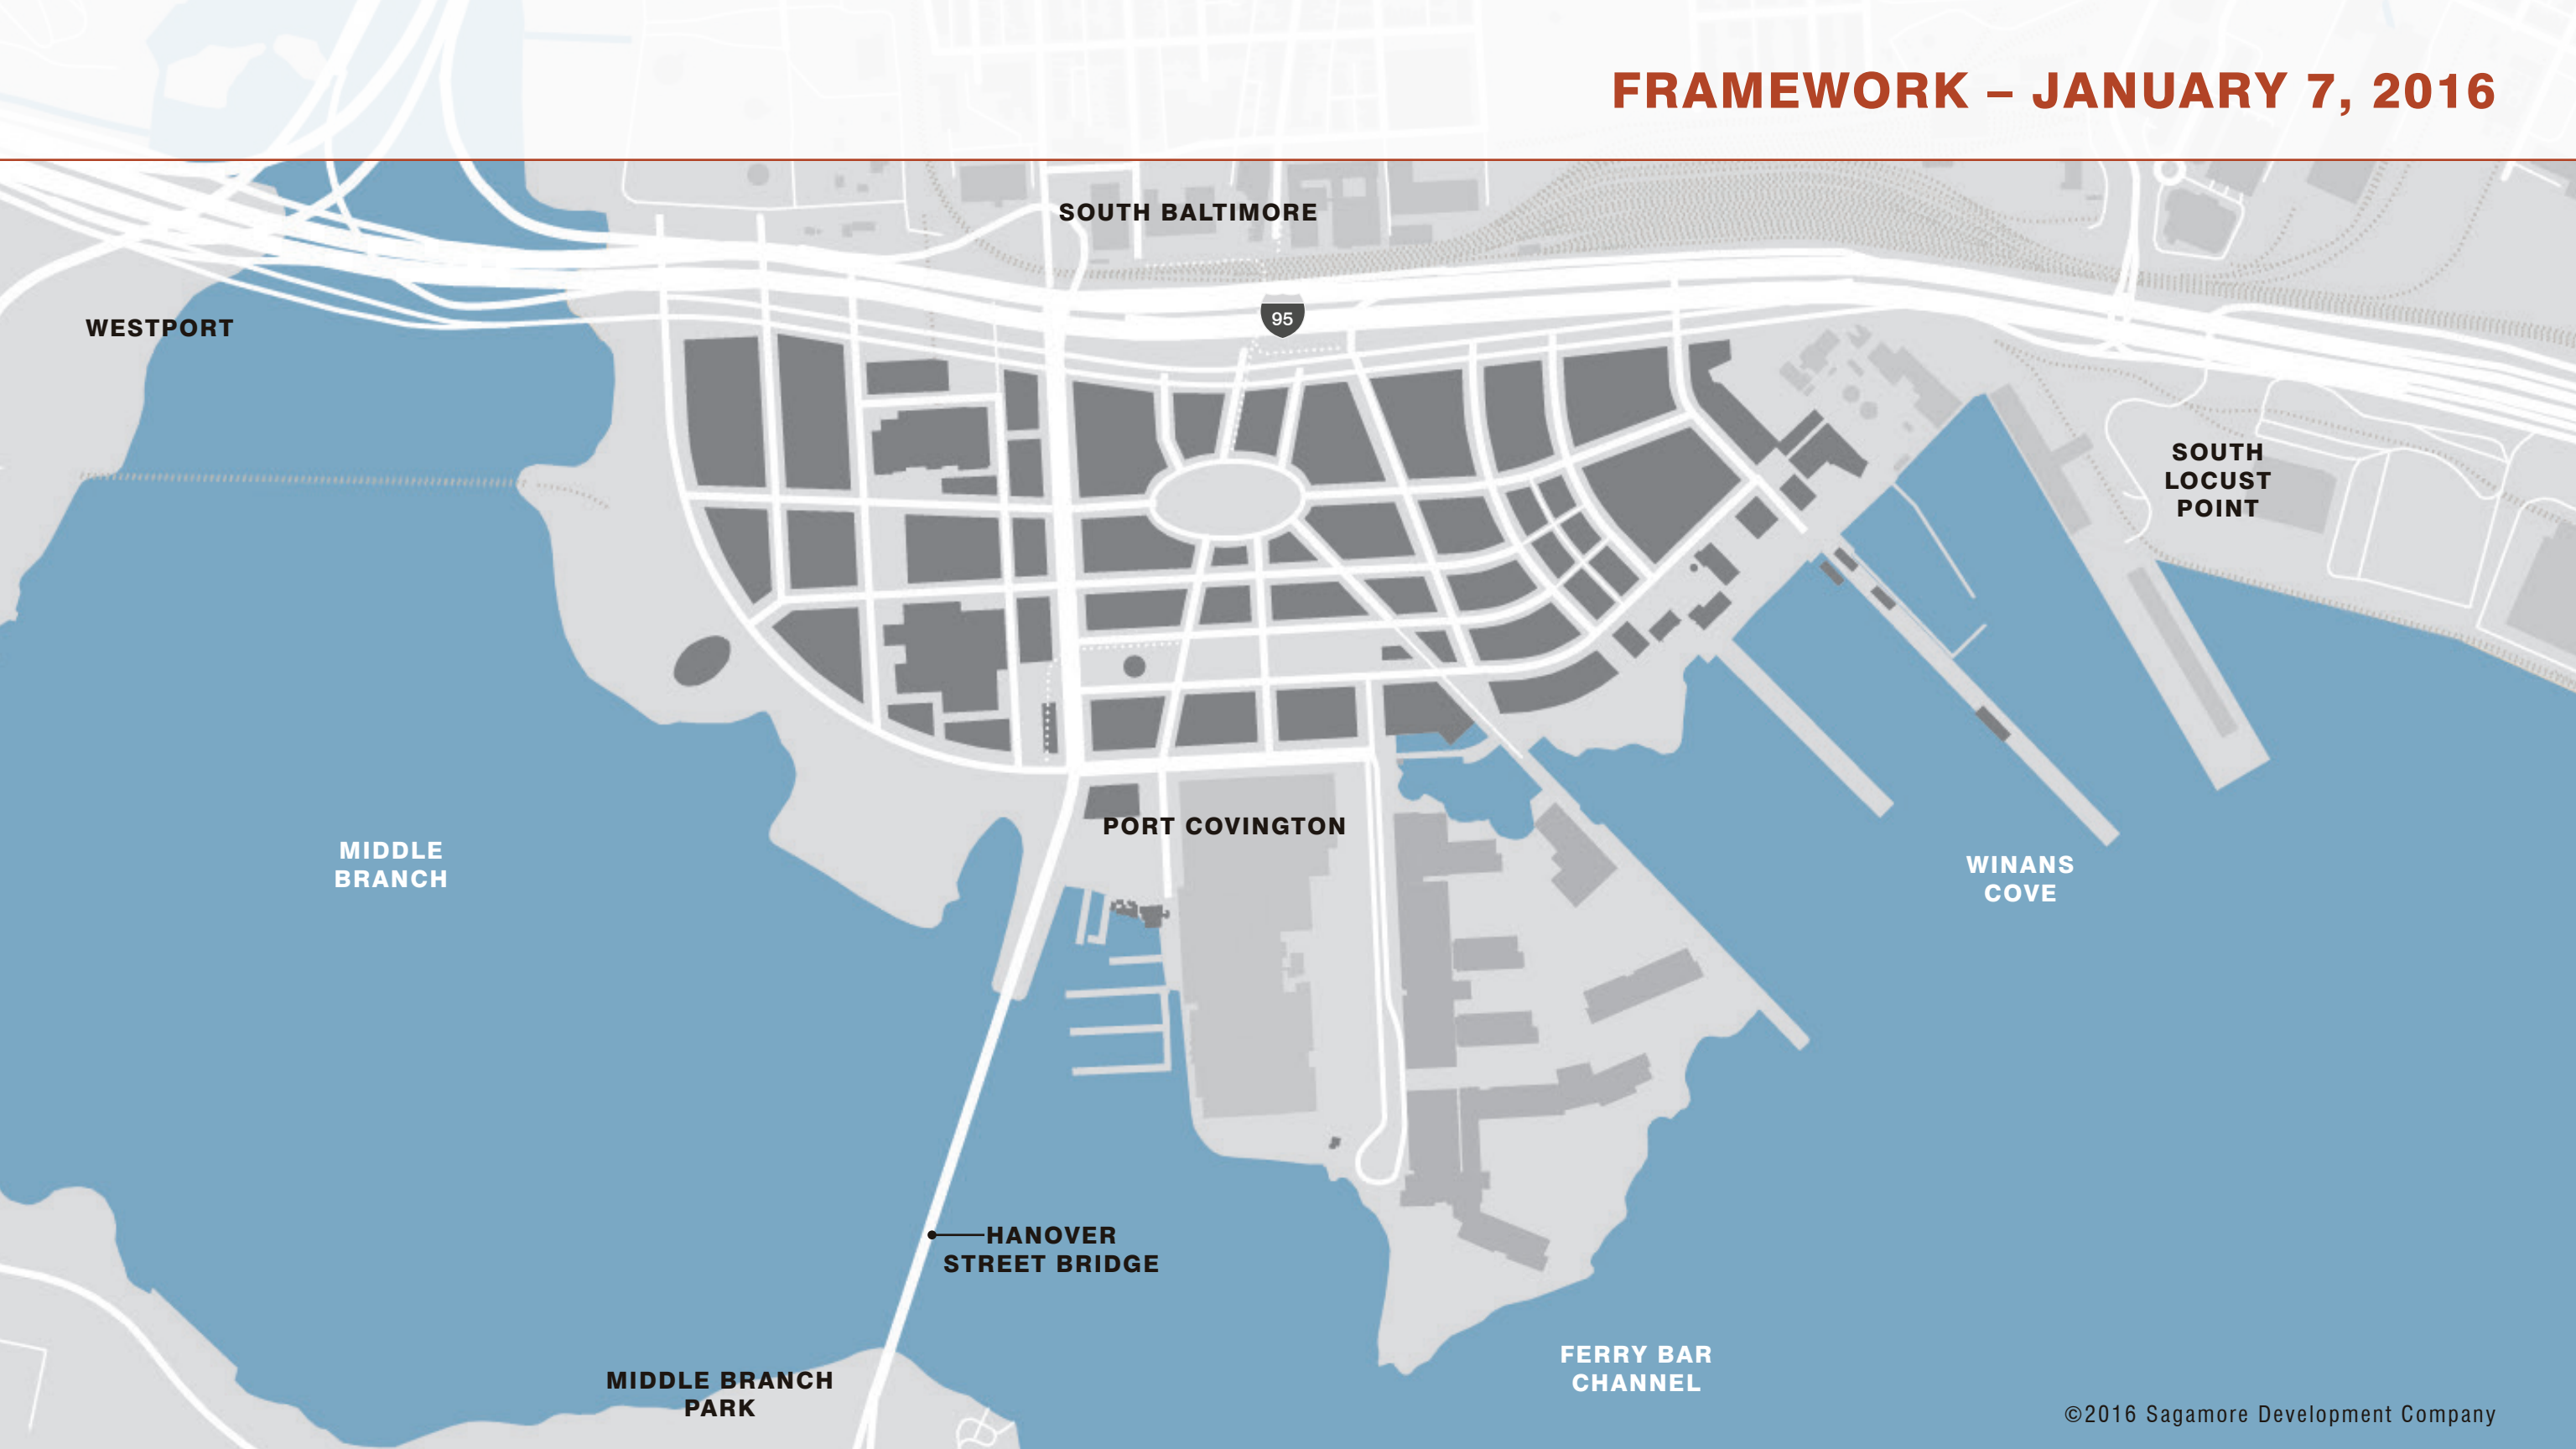 FRAMEWORK – JANUARY 7, 2016
SOUTH BALTIMORE
95
WESTPORT
SOUTH
LOCUST
POINT
PORT COVINGTON
MIDDLE
BRANCH
WINANS
COVE
HANOVER
STREET BRIDGE
MIDDLE BRANCH
PARK
FERRY BAR
CHANNEL
©2016 Sagamore Development Company